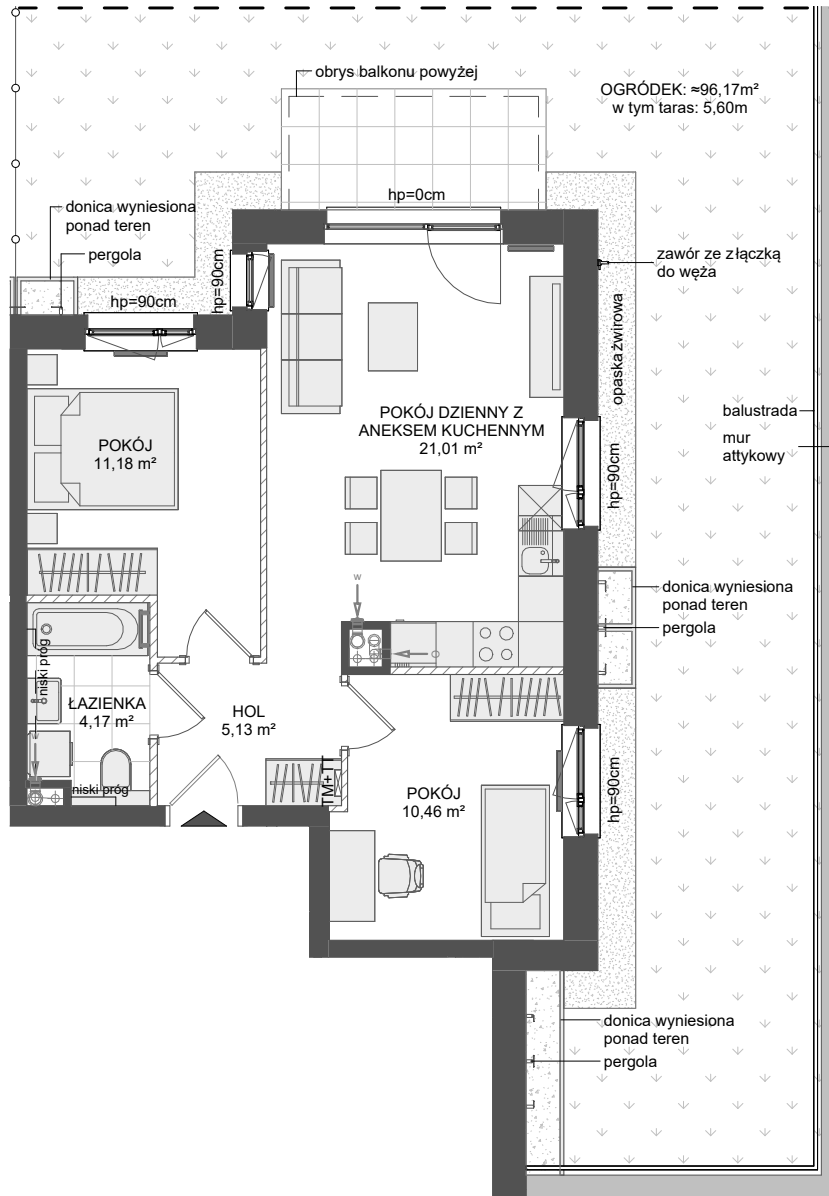 obrys balkonu powyżej
OGRÓDEK: ≈96,17m²
w tym taras: 5,60m
hp=0cm
donica wyniesiona
ponad teren
pergola
hp=90cm
hp=90cm
zawór ze złączką
do węża
opaska żwirowa
balustrada
mur
attykowy
POKÓJ DZIENNY Z
ANEKSEM KUCHENNYM
21,01 m²
POKÓJ
11,18 m²
hp=90cm
w
o
donica wyniesiona
ponad teren
pergola
niski próg
ŁAZIENKA
4,17 m²
HOL
5,13 m²
niski próg
TM+TT
POKÓJ
10,46 m²
hp=90cm
donica wyniesiona
ponad teren
pergola